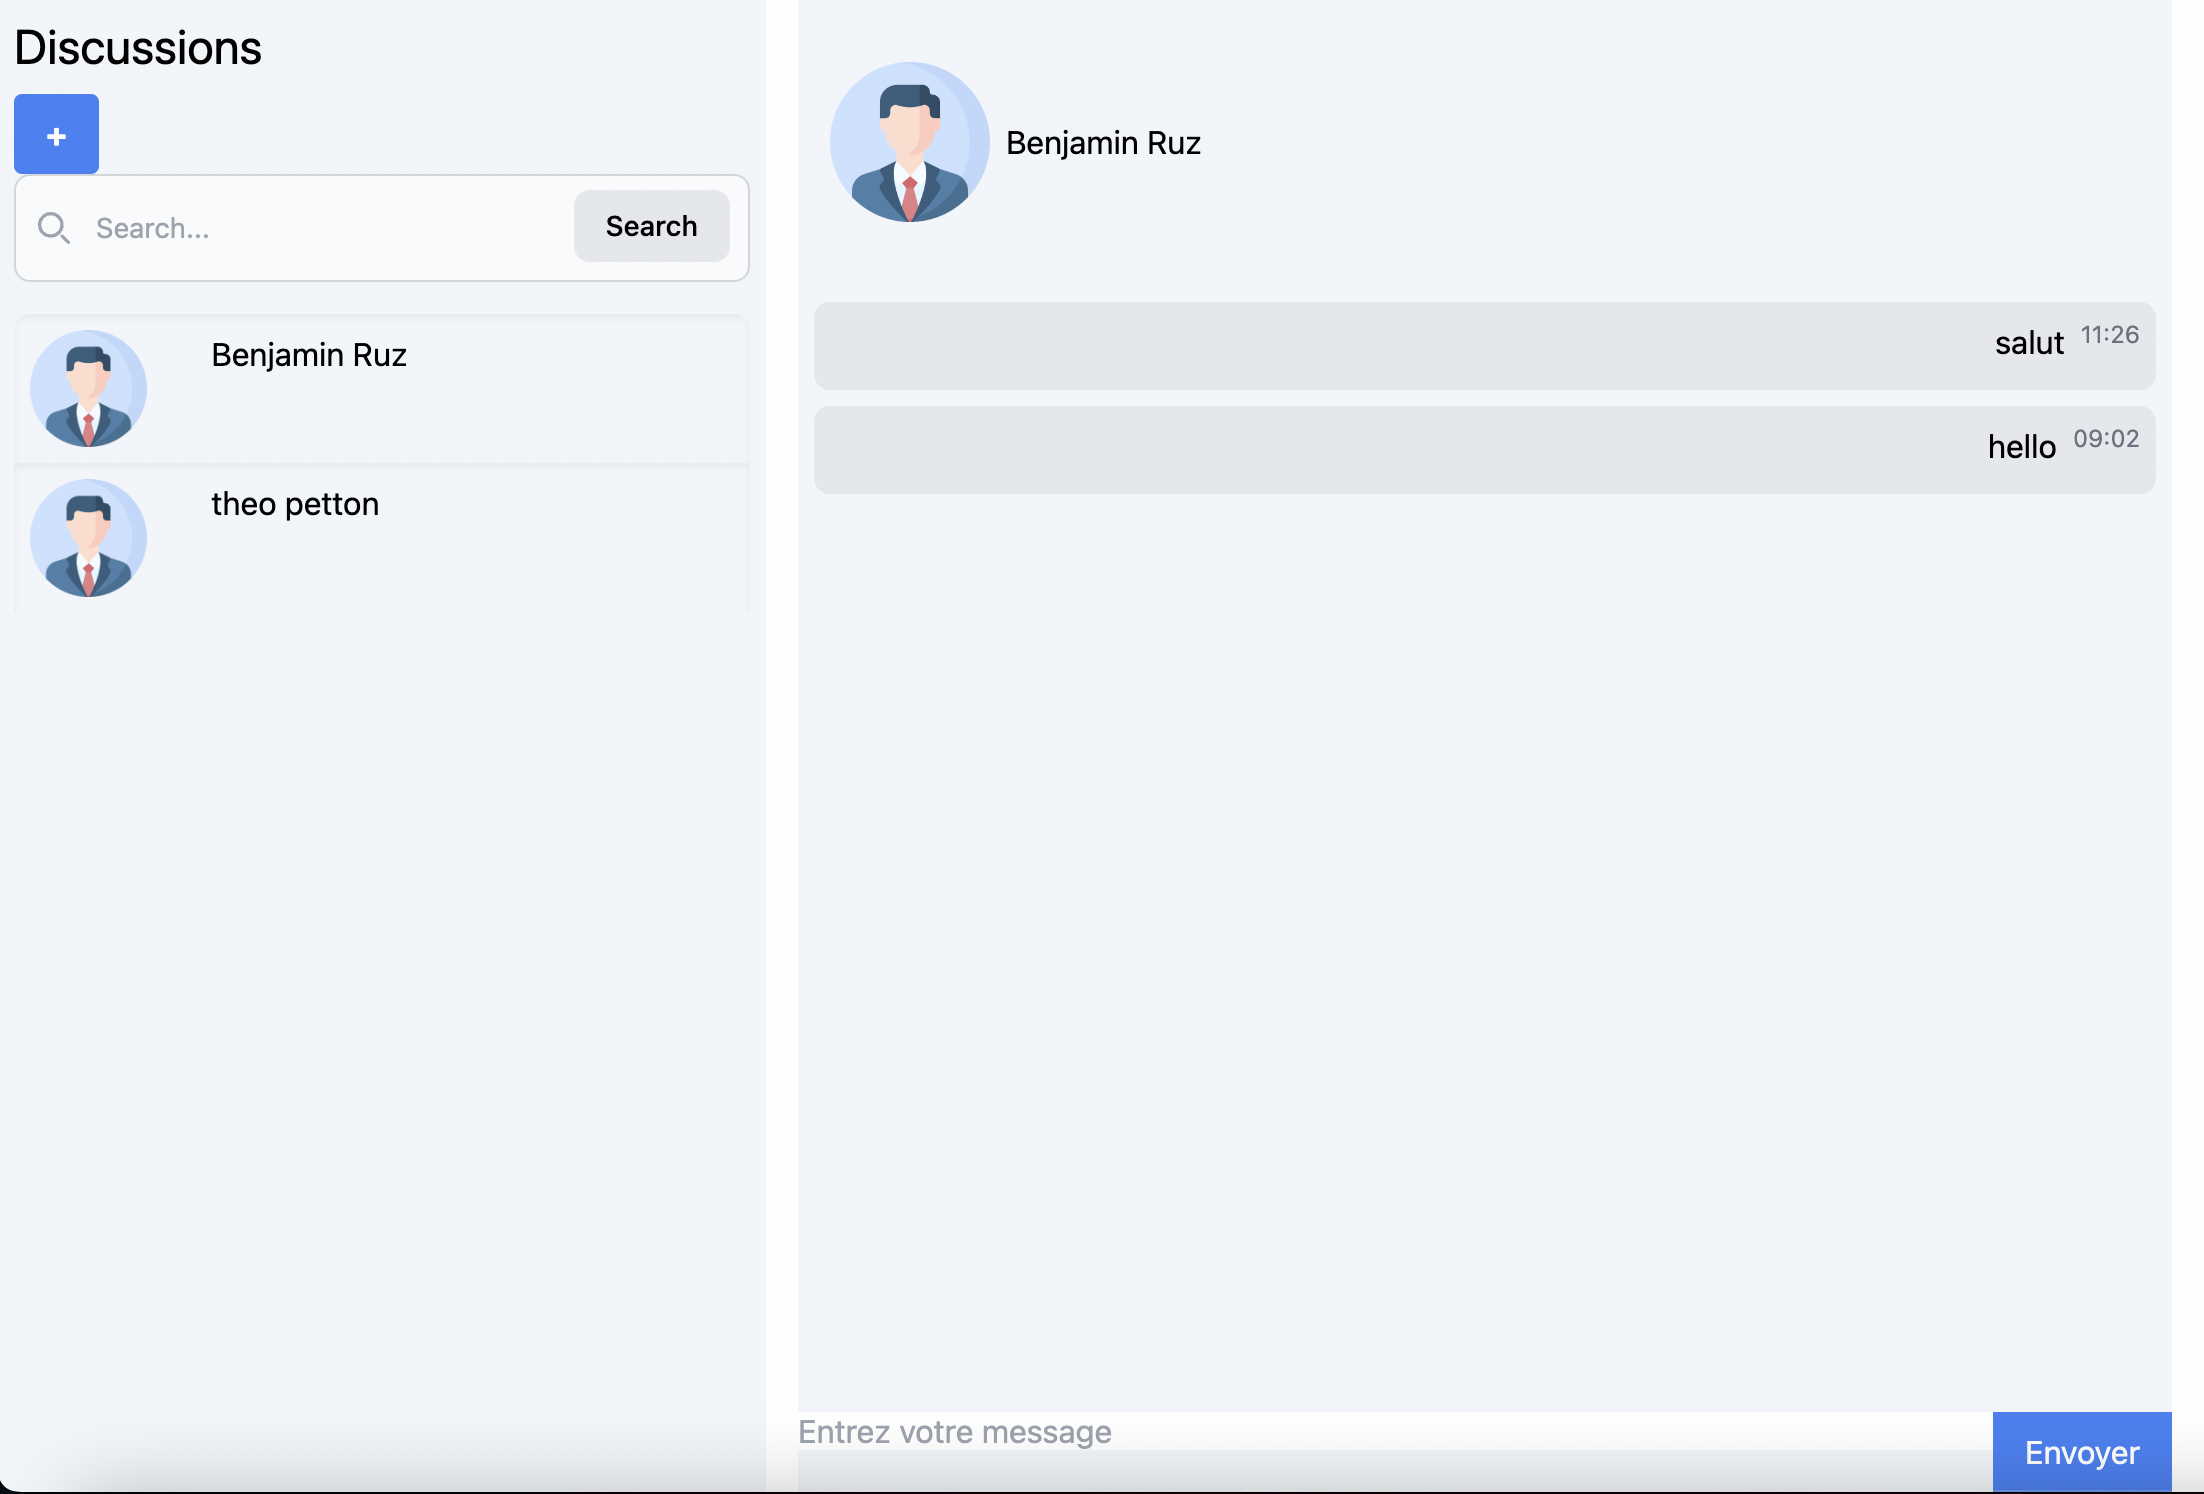 Discussions
+
Search...
Search
Benjamin Ruz
theo petton
Benjamin Ruz
salut 11:26
hello 09:02
Entrez votre message
Envoyer